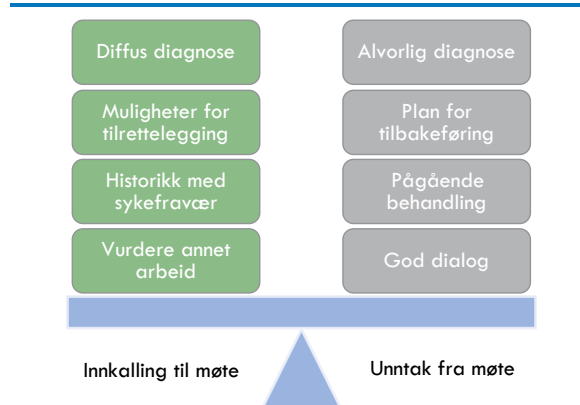 Diffus diagnose
Muligheter for
tilrettelegging
Historikk med
sykefravær
Vurdere annet
arbeid
Alvorlig diagnose
Plan for
tilbakeføring
Pågående
behandling
God dialog
Innkalling til møte
Unntak fra møte